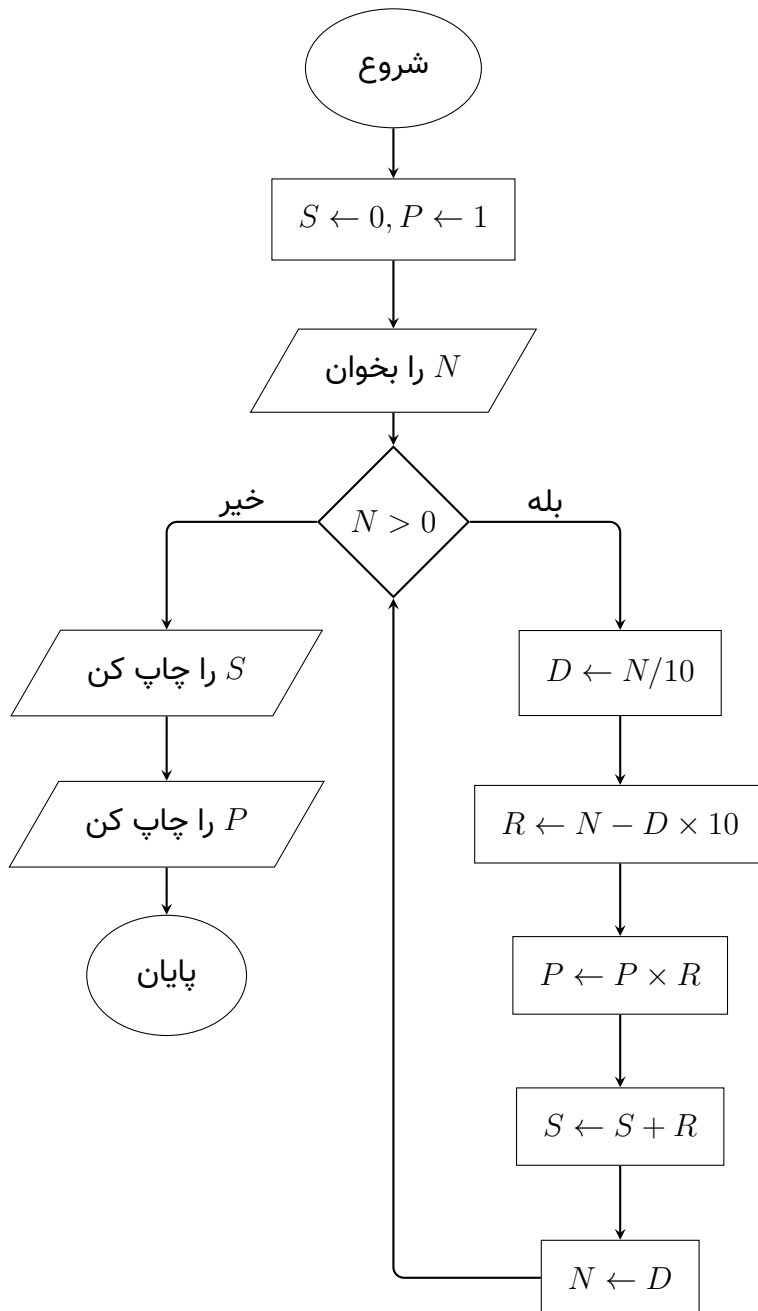 شروع
S ← 0, P ← 1
N را بخوان
N > 0
خیر
بله
S را چاپ کن
P را چاپ کن
پایان
D ← N/10
R ← N − D × 10
P ← P × R
S ← S + R
N ← D